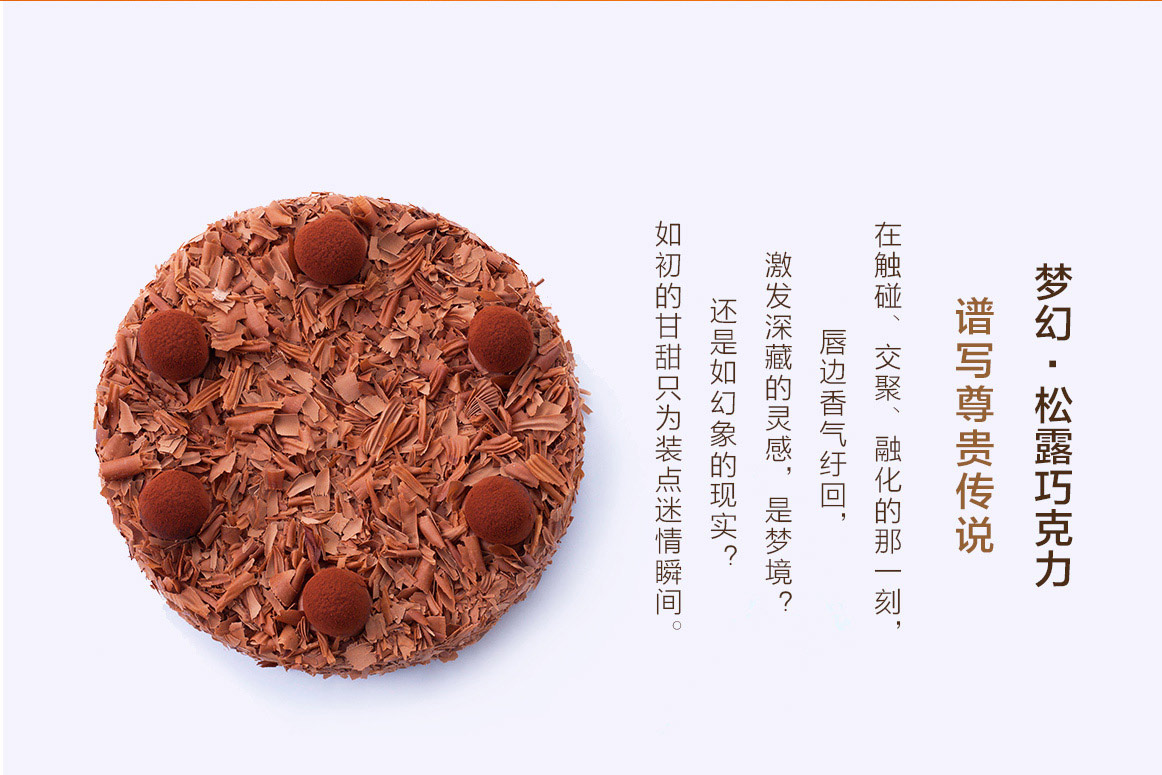 梦幻·松露巧克力
谱写尊贵传说
在触碰、交聚、融化的那一刻，
唇边香气纡回，
激发深藏的灵感，是梦境？
还是如幻象的现实？
如初的甘甜只为装点迷情瞬间。